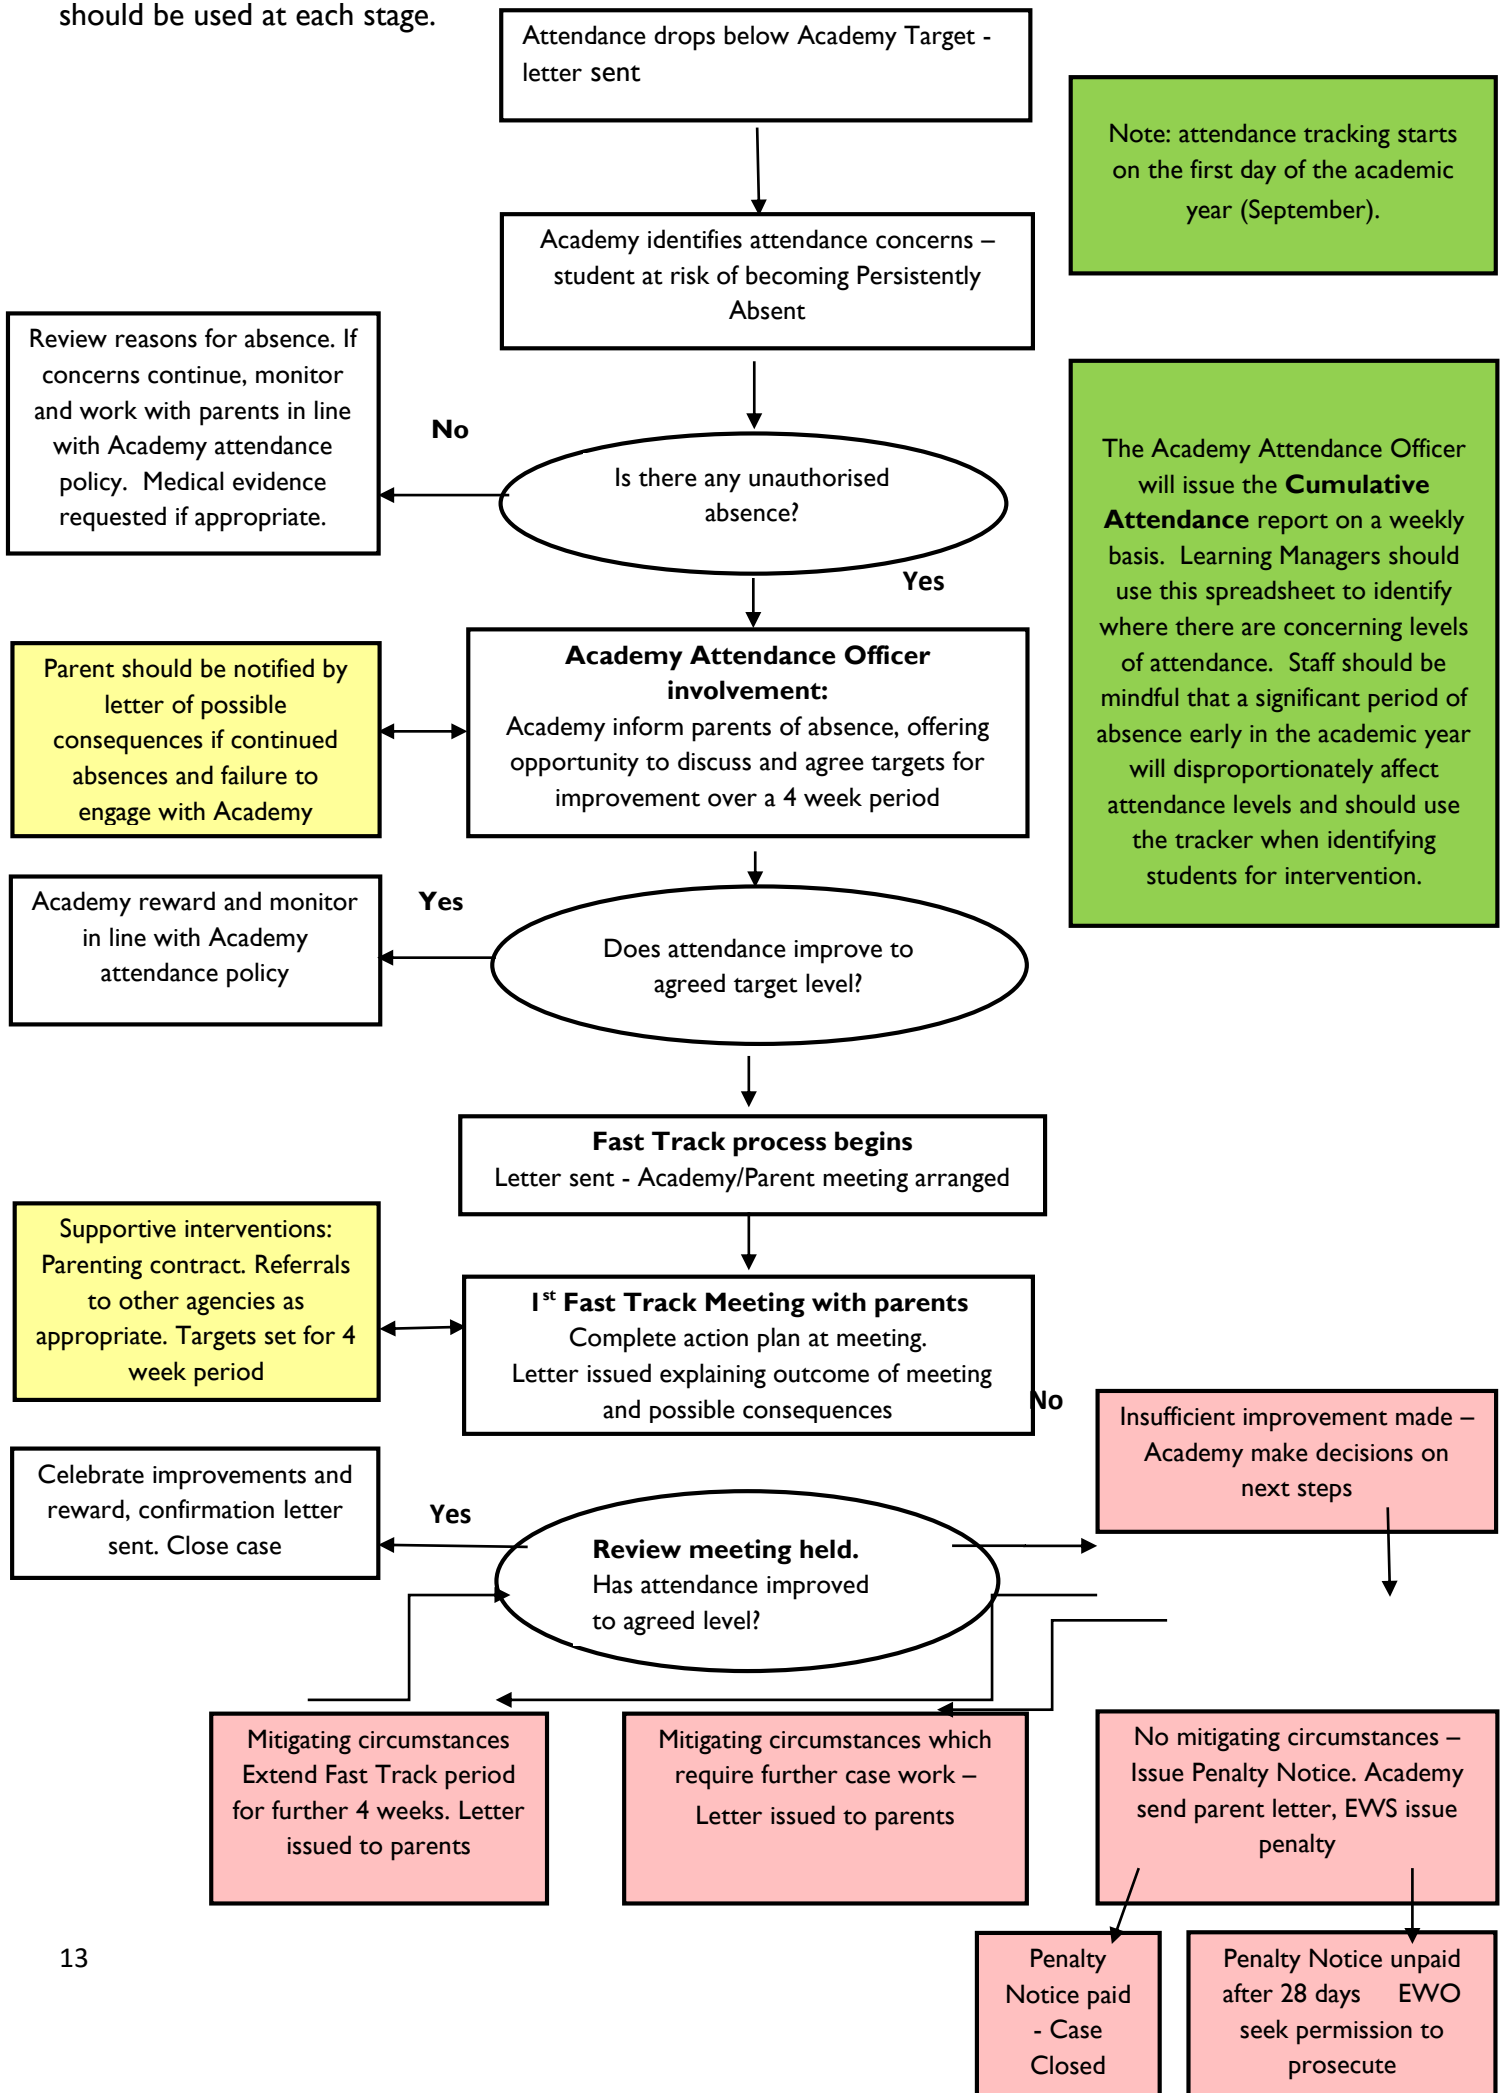 should be used at each stage.
Attendance drops below Academy Target -
letter sent
Note: attendance tracking starts
on the first day of the academic
year (September).
Academy identifies attendance concerns –
student at risk of becoming Persistently
Absent
Review reasons for absence. If
concerns continue, monitor
and work with parents in line
with Academy attendance
policy.  Medical evidence
requested if appropriate.
No
Is there any unauthorised
absence?
Yes
The Academy Attendance Officer
will issue the Cumulative
Attendance report on a weekly
basis.  Learning Managers should
use this spreadsheet to identify
where there are concerning levels
of attendance.  Staff should be
mindful that a significant period of
absence early in the academic year
will disproportionately affect
attendance levels and should use
the tracker when identifying
students for intervention.
Parent should be notified by
letter of possible
consequences if continued
absences and failure to
engage with Academy
Academy Attendance Officer
involvement:
Academy inform parents of absence, offering
opportunity to discuss and agree targets for
improvement over a 4 week period
Academy reward and monitor
in line with Academy
attendance policy
Yes
Does attendance improve to
agreed target level?
Fast Track process begins
Letter sent - Academy/Parent meeting arranged
Supportive interventions:
Parenting contract. Referrals
to other agencies as
appropriate. Targets set for 4
week period
1st Fast Track Meeting with parents
Complete action plan at meeting.
Letter issued explaining outcome of meeting
and possible consequences
No
Insufficient improvement made –
Academy make decisions on
next steps
Celebrate improvements and
reward, confirmation letter
sent. Close case
Yes
Review meeting held.
Has attendance improved
to agreed level?
Mitigating circumstances
Extend Fast Track period
for further 4 weeks. Letter
issued to parents
Mitigating circumstances which
require further case work –
Letter issued to parents
No mitigating circumstances –
Issue Penalty Notice. Academy
send parent letter, EWS issue
penalty
Penalty
Notice paid
- Case
Closed
Penalty Notice unpaid
after 28 days    EWO
seek permission to
prosecute
13